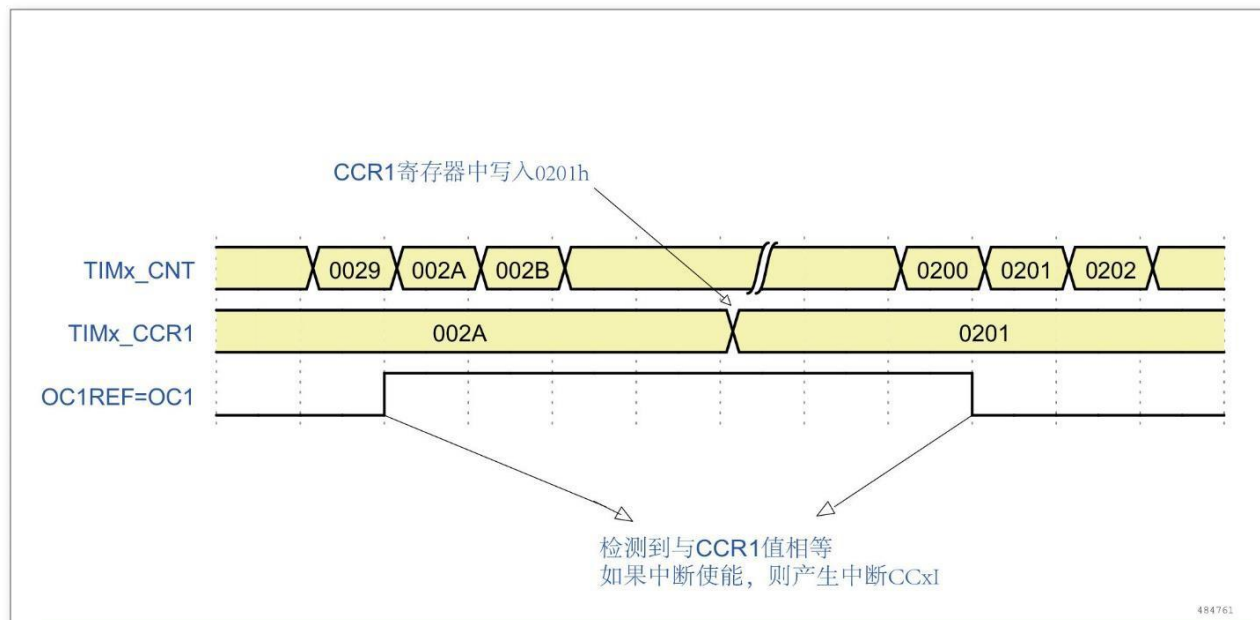 CCR1寄存器中写入0201h
TIMx_CNT 0029 002A 002B 0200 0201 0202
TIMx_CCR1 002A 0201
OC1REF=OC1
检测到与CCR1值相等
如果中断使能，则产生中断CCxI
484761